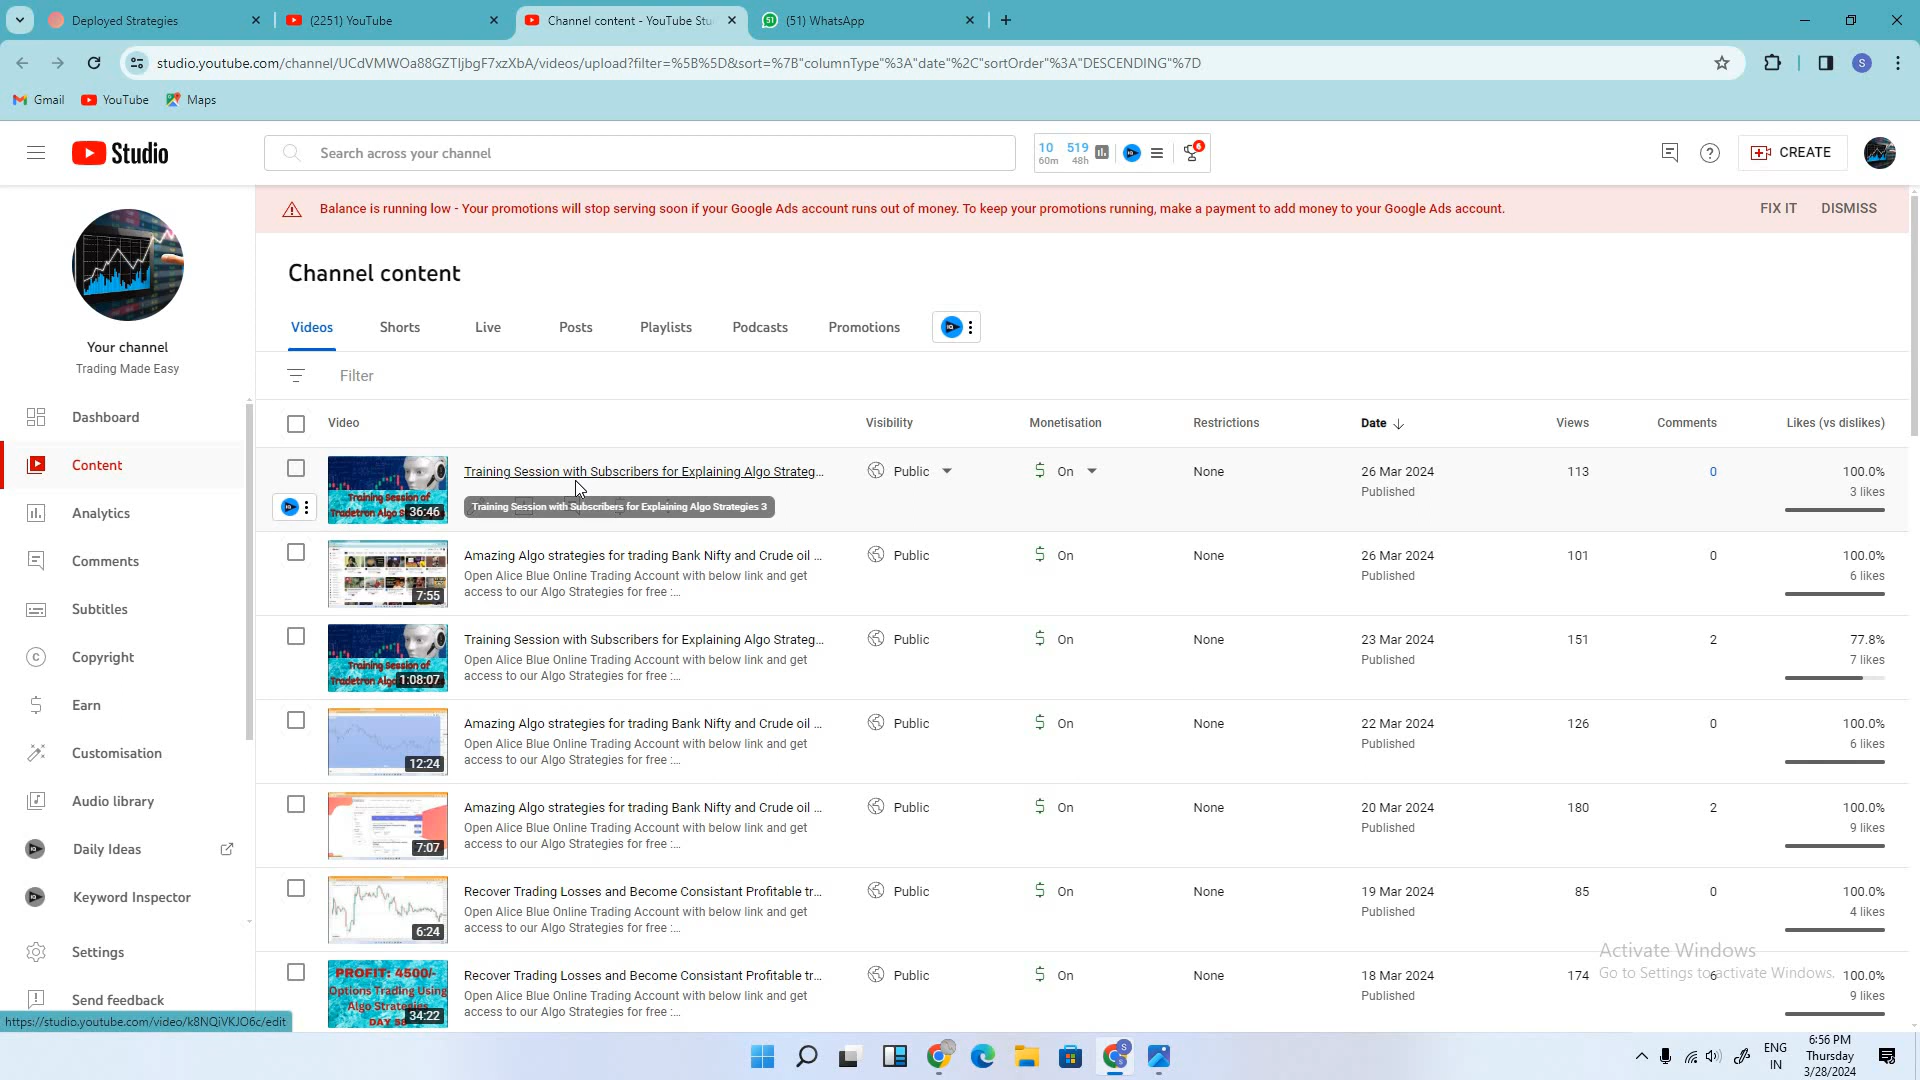 Deployed Strategies
(2251) YouTube
Channel content - YouTube Stu
(51) WhatsApp
studio.youtube.com/channel/UCdVMWOa88GZTIjbgF7xzXbA/videos/upload?filter=%5B%5D&sort=%7B"columnType"%3A"date"%2C"sortOrder"%3A"DESCENDING"%7D
S
Gmail
YouTube
Maps
Studio
Search across your channel
10 519
60m 48h
6
CREATE
Balance is running low - Your promotions will stop serving soon if your Google Ads account runs out of money. To keep your promotions running, make a payment to add money to your Google Ads account.
FIX IT DISMISS
Channel content
Your channel
Trading Made Easy
Videos Shorts Live Posts Playlists Podcasts Promotions
Filter
Dashboard
Content
Analytics
Comments
Subtitles
Copyright
Earn
Customisation
Audio library
Daily Ideas
Keyword Inspector
Settings
Send feedback
Video Visibility Monetisation Restrictions Date Views Comments Likes (vs dislikes)
Training Session of
Tradetron Algo
36:46
Training Session with Subscribers for Explaining Algo Strateg...
Training Session with Subscribers for Explaining Algo Strategies 3
Public On None 26 Mar 2024 113 0 100.0%
Published 3 likes
7:55
Amazing Algo strategies for trading Bank Nifty and Crude oil ...
Open Alice Blue Online Trading Account with below link and get
access to our Algo Strategies for free :...
Public On None 26 Mar 2024 101 0 100.0%
Published 6 likes
Training Session of
Tradetron Algo
1:08:07
Training Session with Subscribers for Explaining Algo Strateg...
Open Alice Blue Online Trading Account with below link and get
access to our Algo Strategies for free :...
Public On None 23 Mar 2024 151 2 77.8%
Published 7 likes
12:24
Amazing Algo strategies for trading Bank Nifty and Crude oil ...
Open Alice Blue Online Trading Account with below link and get
access to our Algo Strategies for free :...
Public On None 22 Mar 2024 126 0 100.0%
Published 6 likes
7:07
Amazing Algo strategies for trading Bank Nifty and Crude oil ...
Open Alice Blue Online Trading Account with below link and get
access to our Algo Strategies for free :...
Public On None 20 Mar 2024 180 2 100.0%
Published 9 likes
6:24
Recover Trading Losses and Become Consistant Profitable tr...
Open Alice Blue Online Trading Account with below link and get
access to our Algo Strategies for free :...
Public On None 19 Mar 2024 85 0 100.0%
Published 4 likes
PROFIT: 4500/-
Options Trading Using
Algo Strategies
DAY 58
34:22
Recover Trading Losses and Become Consistant Profitable tr...
Open Alice Blue Online Trading Account with below link and get
access to our Algo Strategies for free :...
Public On None 18 Mar 2024 174 6 100.0%
Published 9 likes
Activate Windows
Go to Settings to activate Windows.
https://studio.youtube.com/video/k8NQiVKJO6c/edit
ENG
IN
6:56 PM
Thursday
3/28/2024